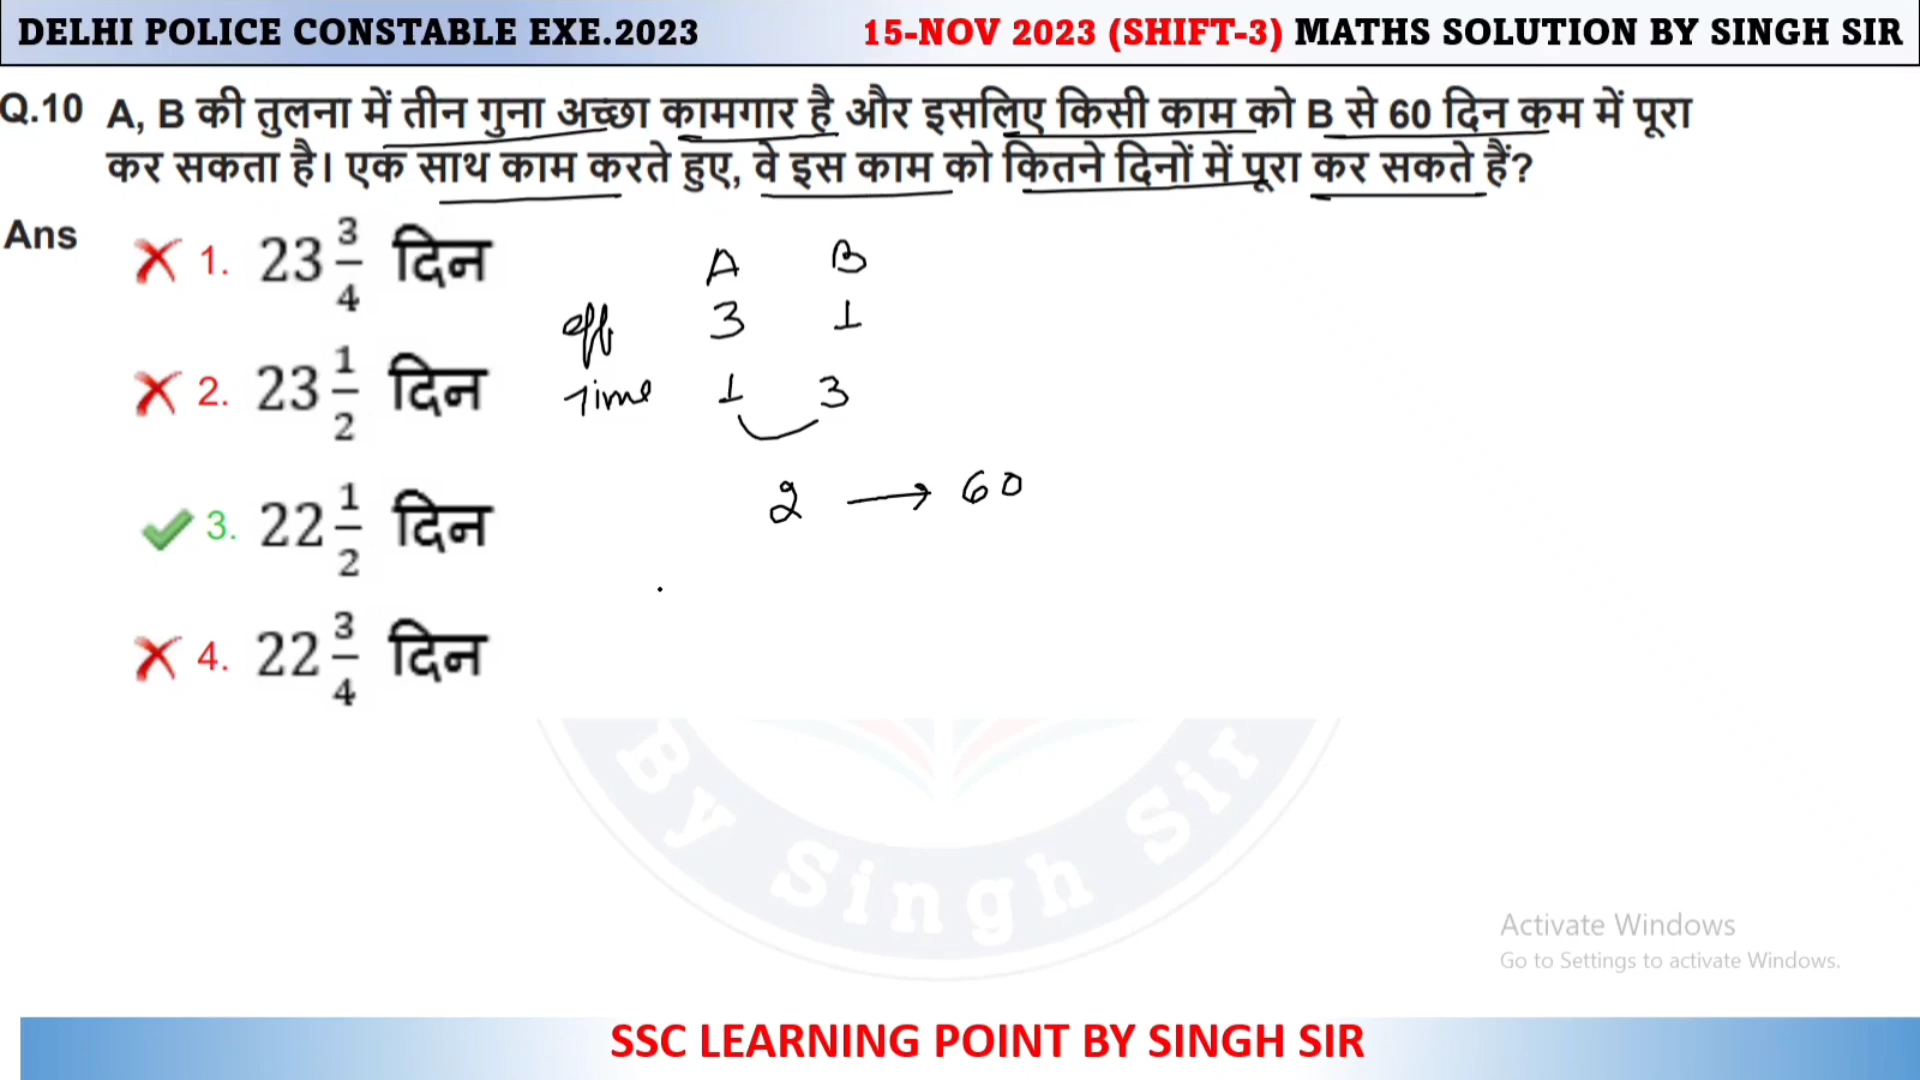 DELHI POLICE CONSTABLE EXE.2023 15-NOV 2023 (SHIFT-3) MATHS SOLUTION BY SINGH SIR
Q.10 A, B की तुलना में तीन गुना अच्छा कामगार है और इसलिए किसी काम को B से 60 दिन कम में पूरा
कर सकता है। एक साथ काम करते हुए, वे इस काम को कितने दिनों में पूरा कर सकते हैं?
Ans
1. 23 3/4 दिन
2. 23 1/2 दिन
3. 22 1/2 दिन
4. 22 3/4 दिन
A B
eff 3 1
Time 1 3
2 → 60
By Singh Sir
Activate Windows
Go to Settings to activate Windows.
SSC LEARNING POINT BY SINGH SIR